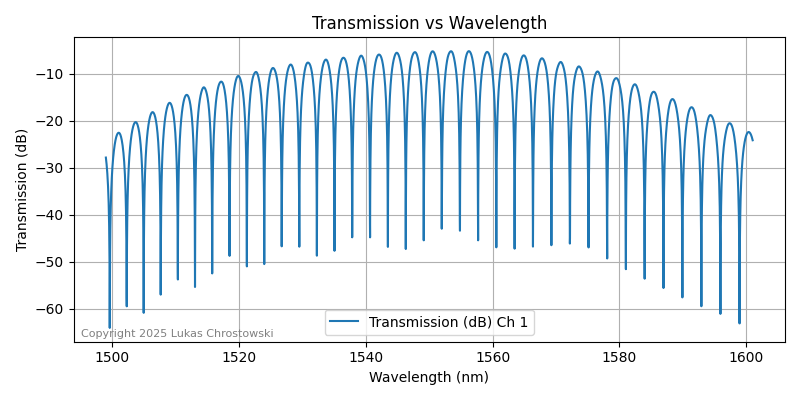 Transmission vs Wavelength
Transmission (dB)
−10
−20
−30
−40
−50
−60
Transmission (dB) Ch 1
Copyright 2025 Lukas Chrostowski
1500 1520 1540 1560 1580 1600
Wavelength (nm)